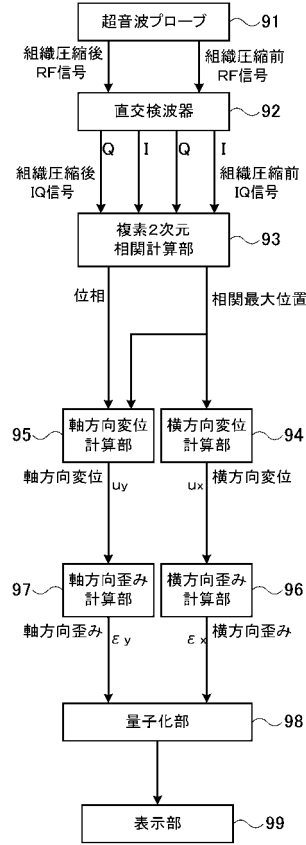 超音波プローブ 91
組織圧縮後
RF信号
組織圧縮前
RF信号
直交検波器 92
Q I Q I
組織圧縮後
IQ信号
組織圧縮前
IQ信号
複素2次元
相関計算部
93
位相
相関最大位置
95
軸方向変位
計算部
横方向変位
計算部
94
軸方向変位
uy
ux
横方向変位
97
軸方向歪み
計算部
横方向歪み
計算部
96
軸方向歪み
εy
εx
横方向歪み
量子化部 98
表示部 99